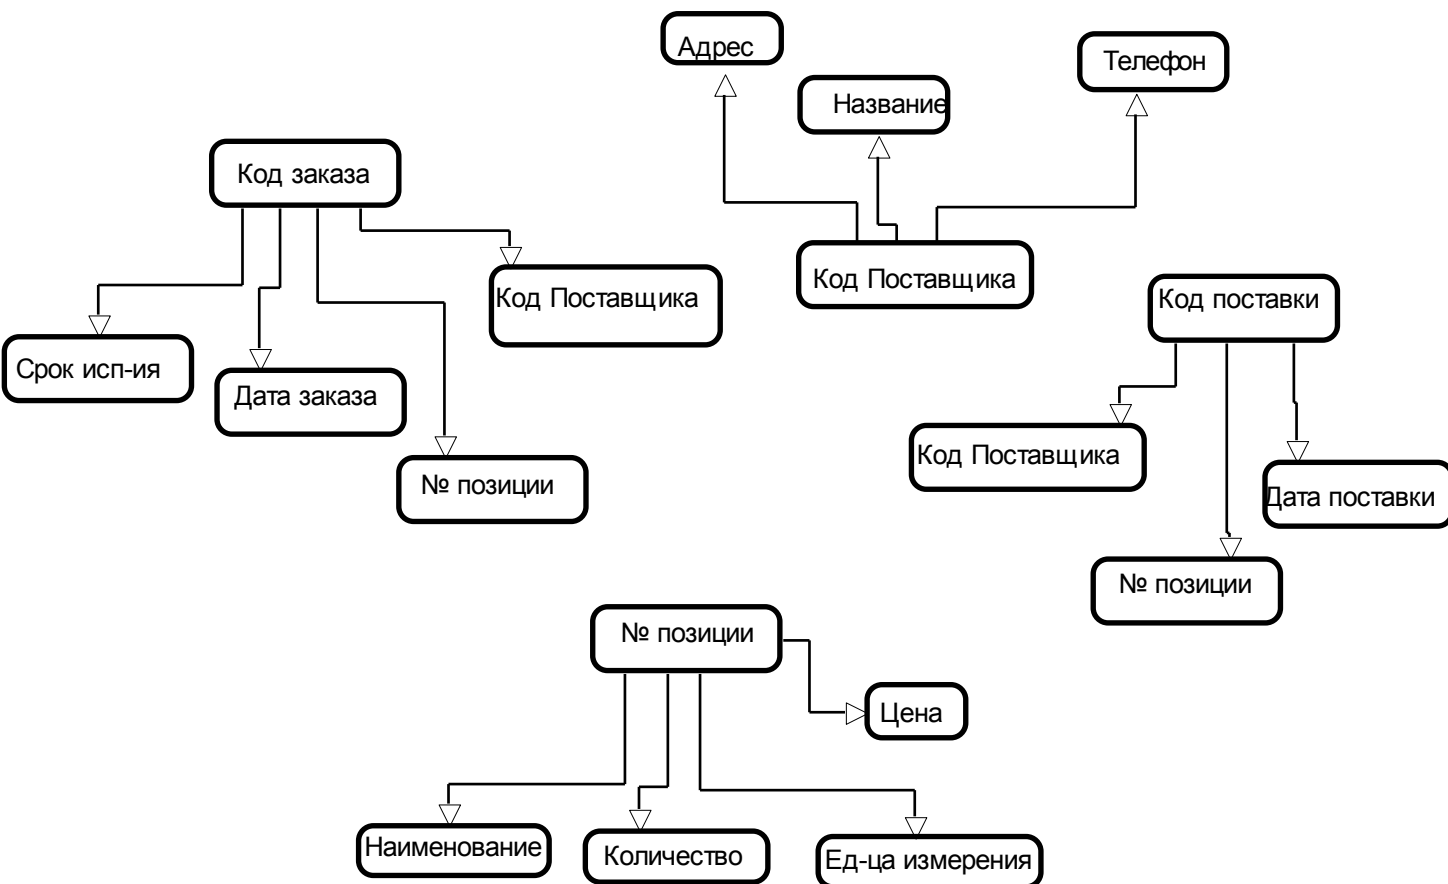 Адрес
Телефон
Название
Код заказа
Код Поставщика
Код Поставщика
Код поставки
Срок исп-ия
Дата заказа
№ позиции
Код Поставщика
Дата поставки
№ позиции
№ позиции
Цена
Наименование
Количество
Ед-ца измерения